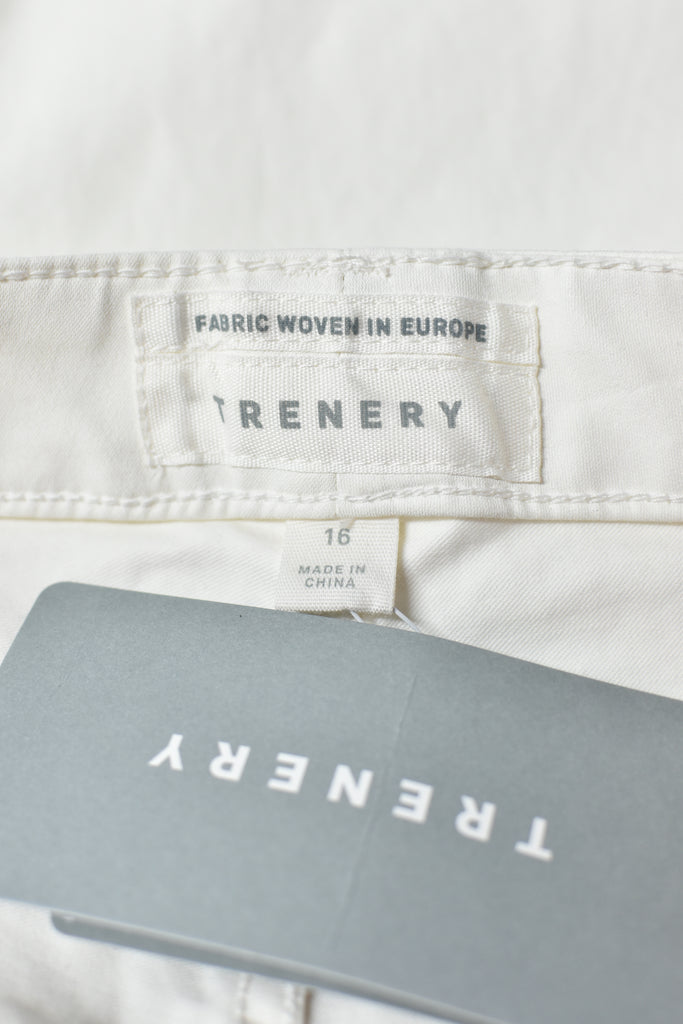 FABRIC WOVEN IN EUROPE
TRENERY
16
MADE IN
CHINA
TRENERY